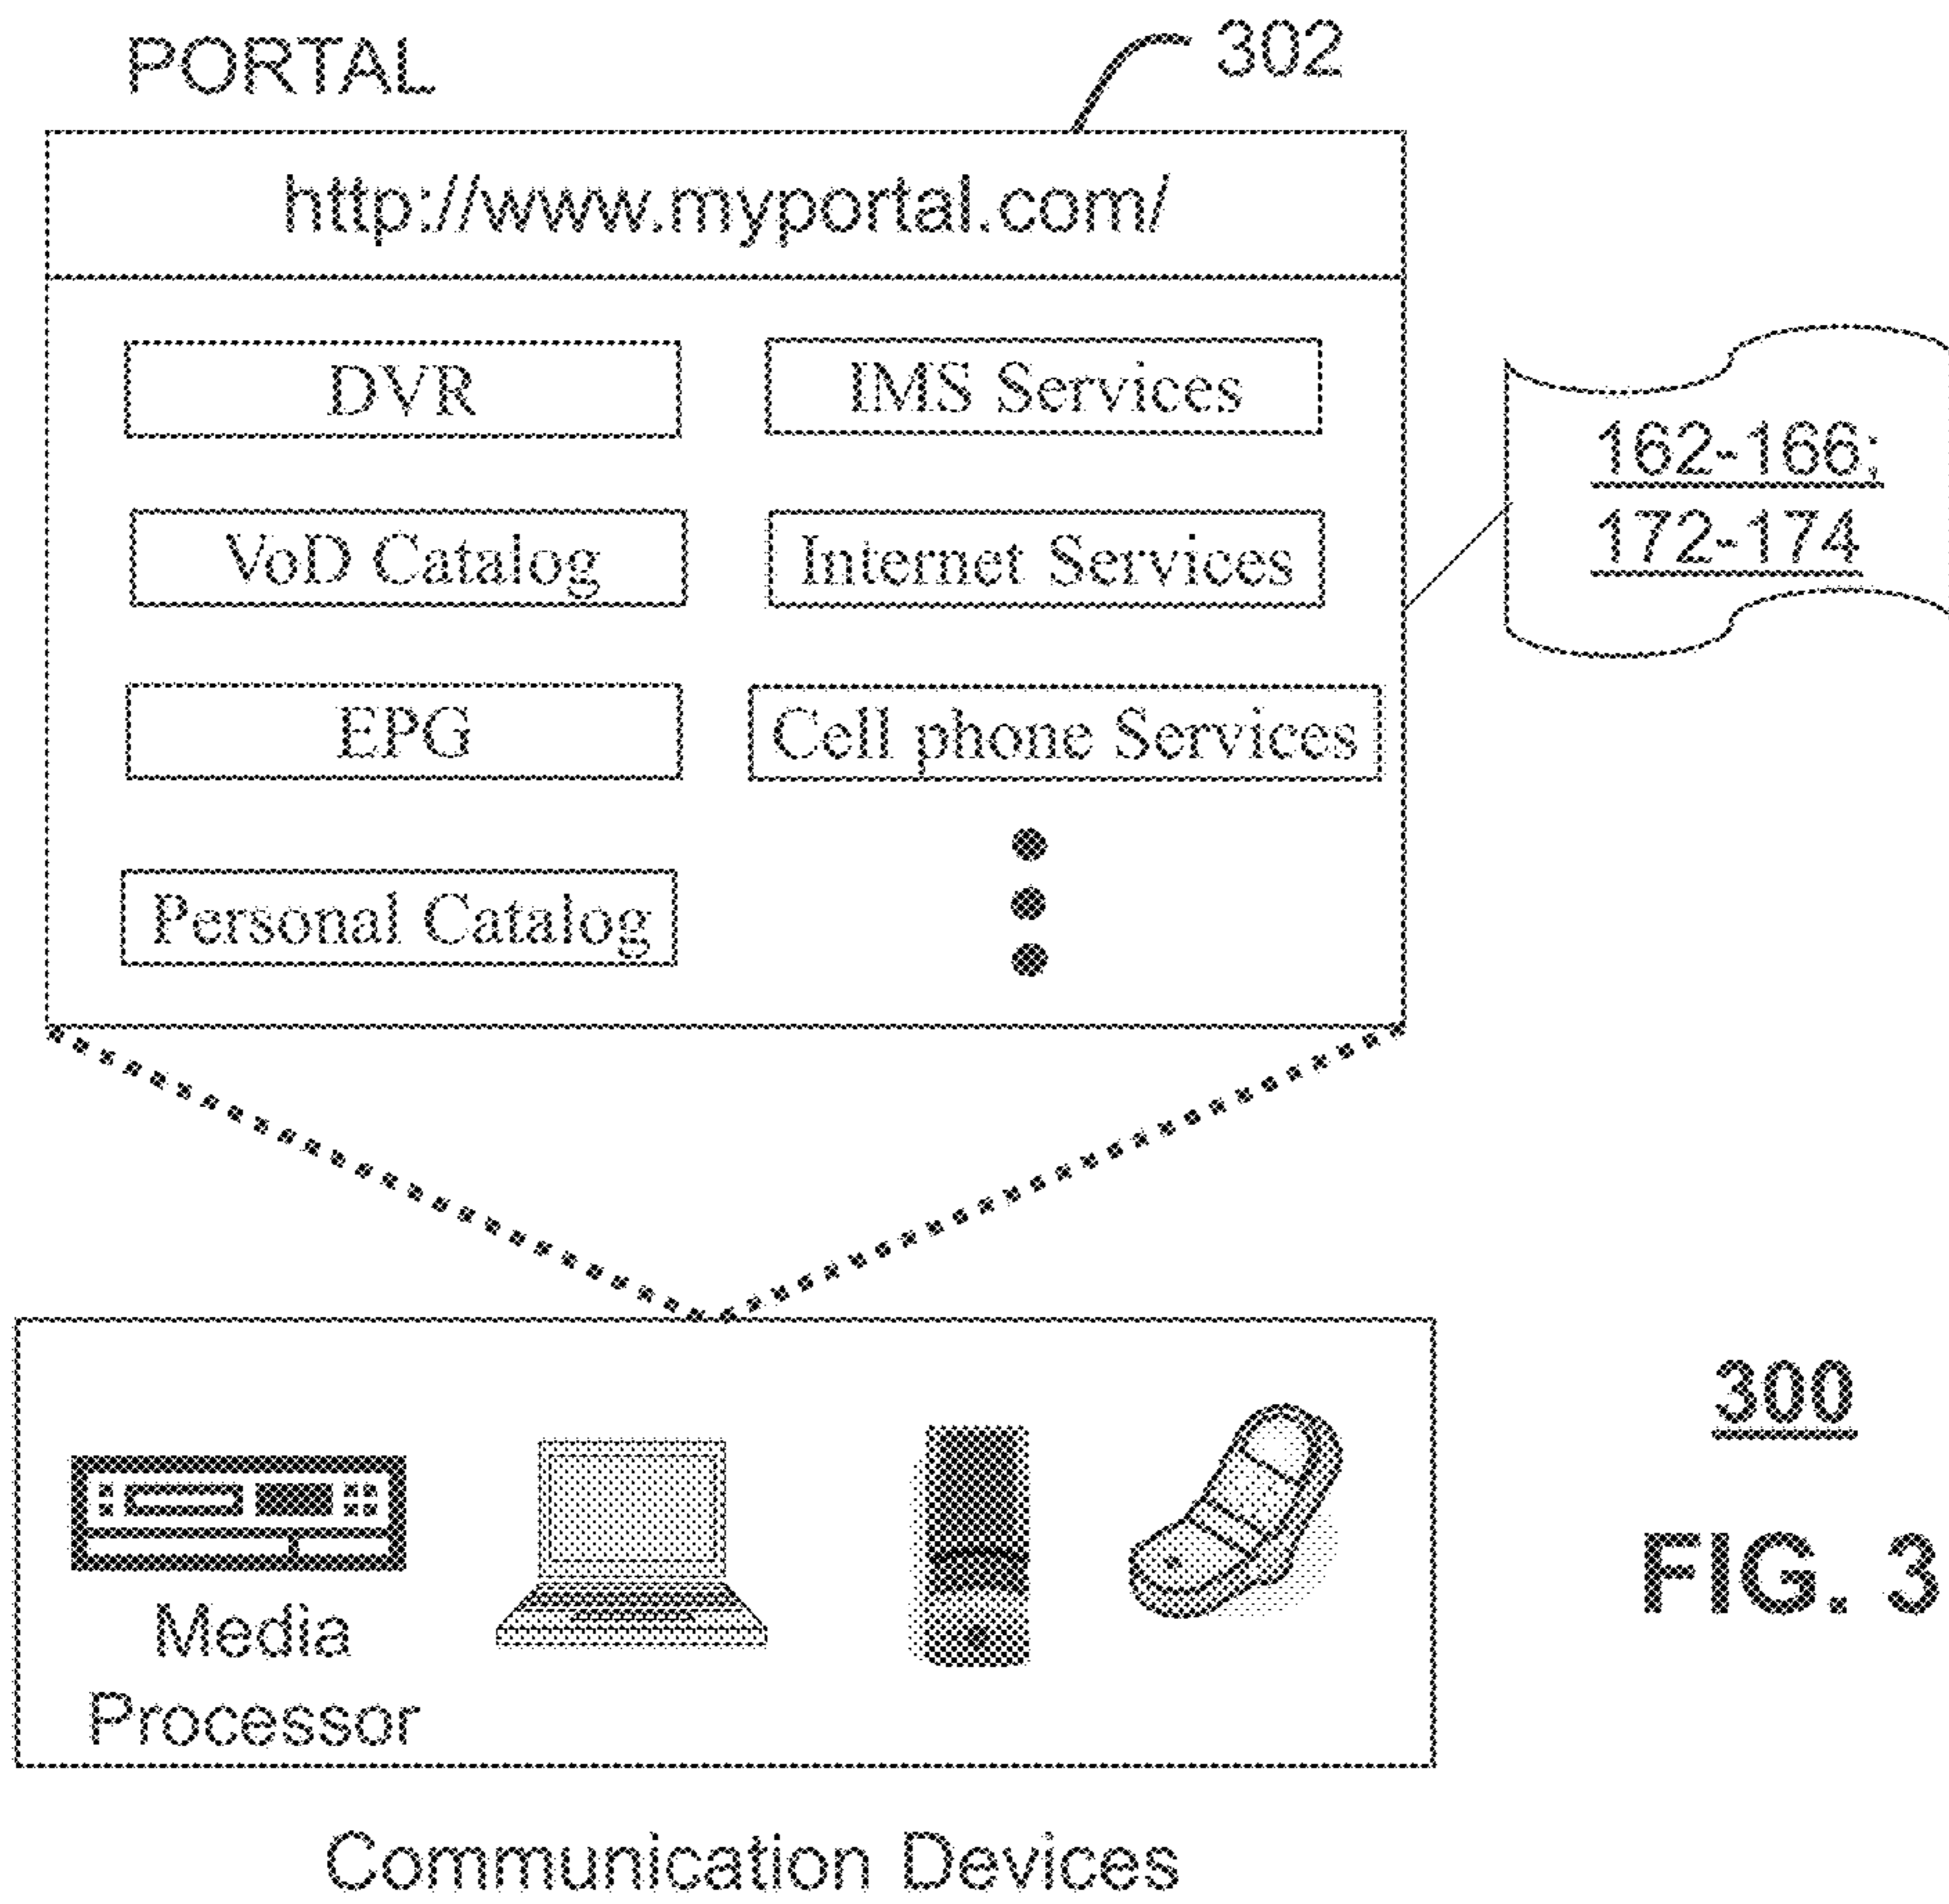 PORTAL
302
http://www.myportal.com/
DVR
IMS Services
VoD Catalog
Internet Services
EPG
Cell phone Services
Personal Catalog
162-166;
172-174
Media
Processor
300
FIG. 3
Communication Devices